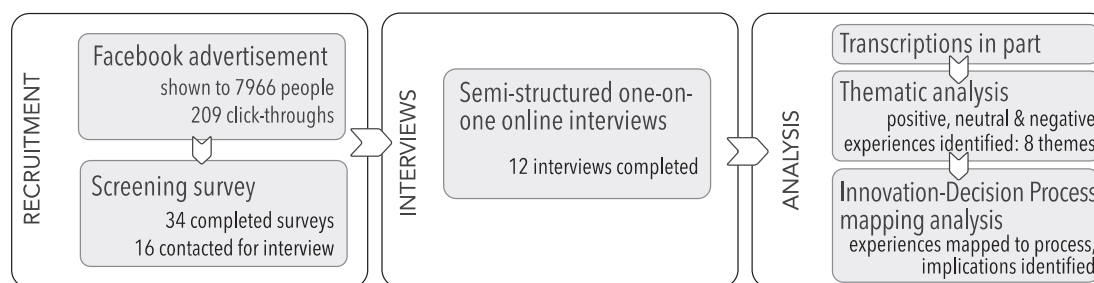 RECRUITMENT
Facebook advertisement
shown to 7966 people
209 click-throughs
Screening survey
34 completed surveys
16 contacted for interview
INTERVIEWS
Semi-structured one-on-
one online interviews
12 interviews completed
ANALYSIS
Transcriptions in part
Thematic analysis
positive, neutral & negative
experiences identified: 8 themes
Innovation-Decision Process
mapping analysis
experiences mapped to process,
implications identified